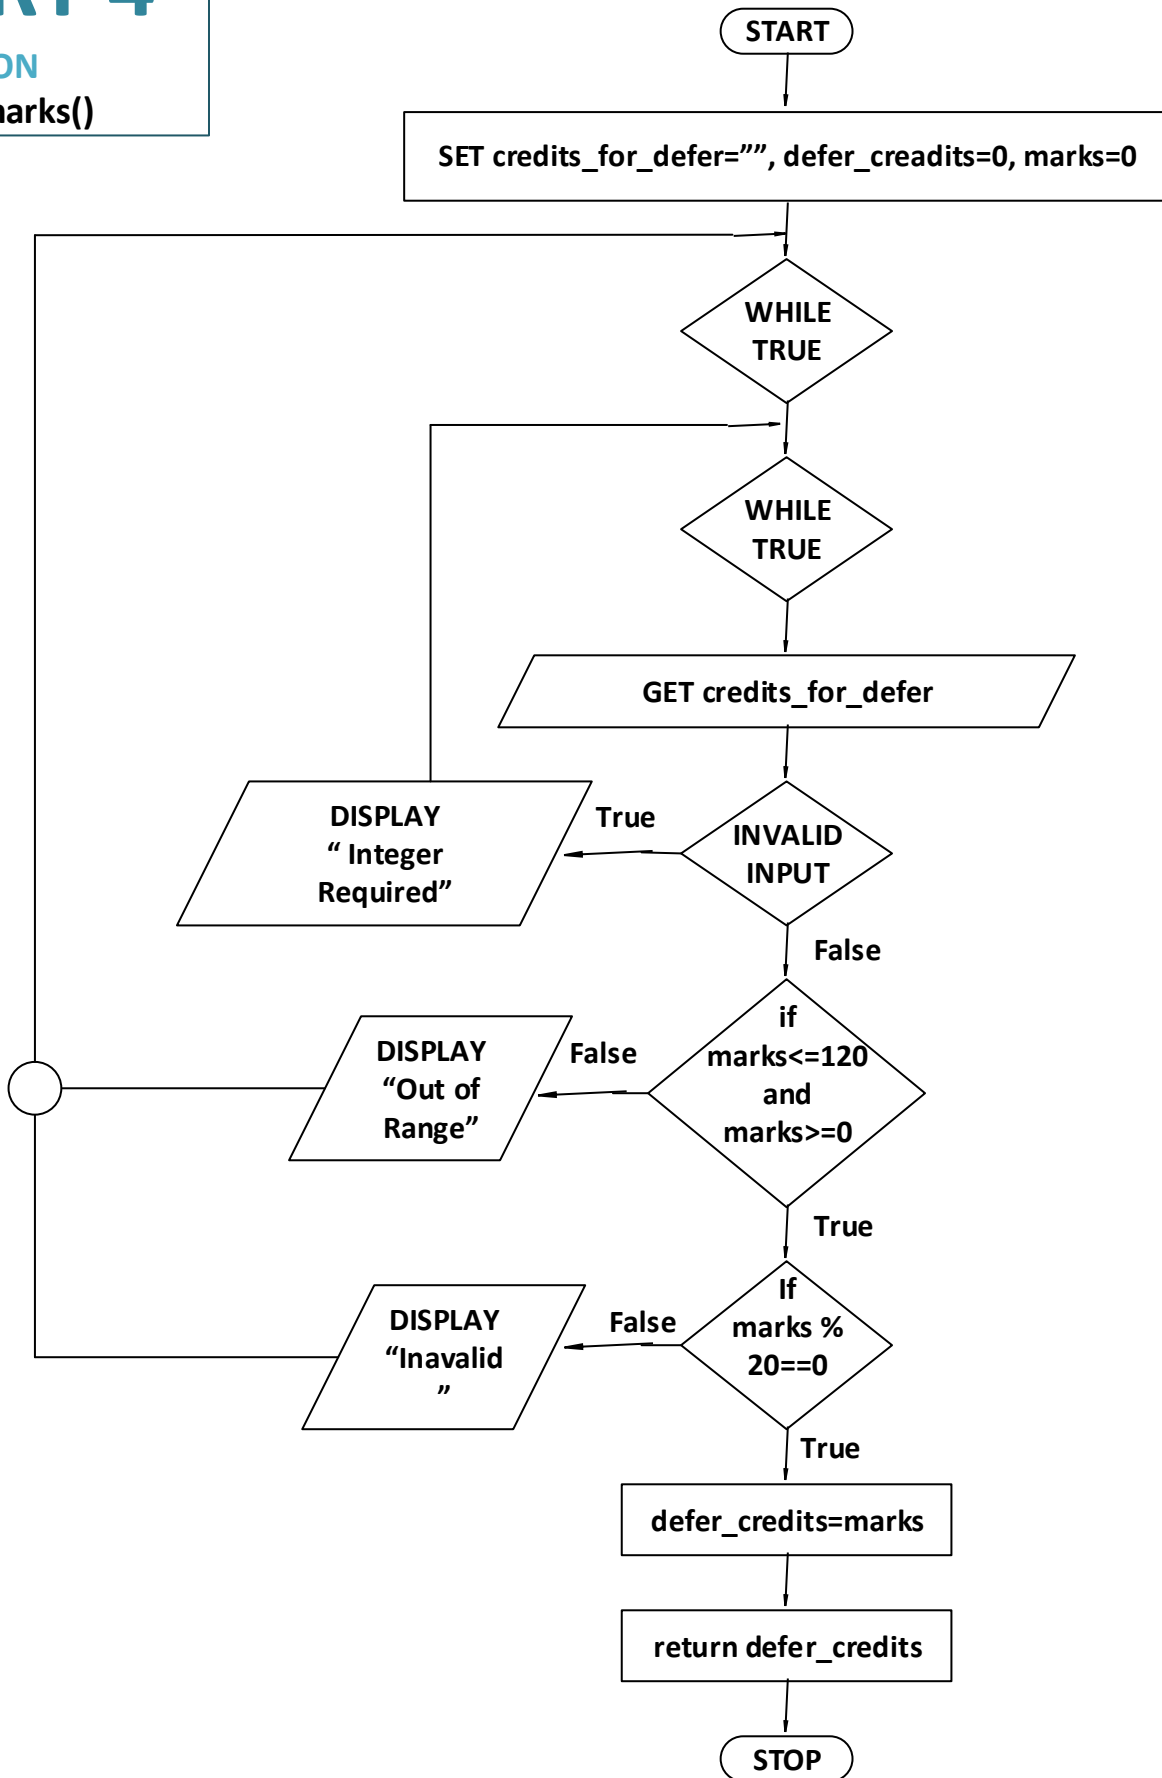 4
ON
marks()
START
SET credits_for_defer="”, defer_creadits=0, marks=0
WHILE
TRUE
WHILE
TRUE
GET credits_for_defer
DISPLAY
“ Integer
Required”
True
INVALID
INPUT
False
DISPLAY
“Out of
Range”
False
if
marks<=120
and
marks>=0
True
DISPLAY
“Inavalid
”
False
If
marks %
20==0
True
defer_credits=marks
return defer_credits
STOP